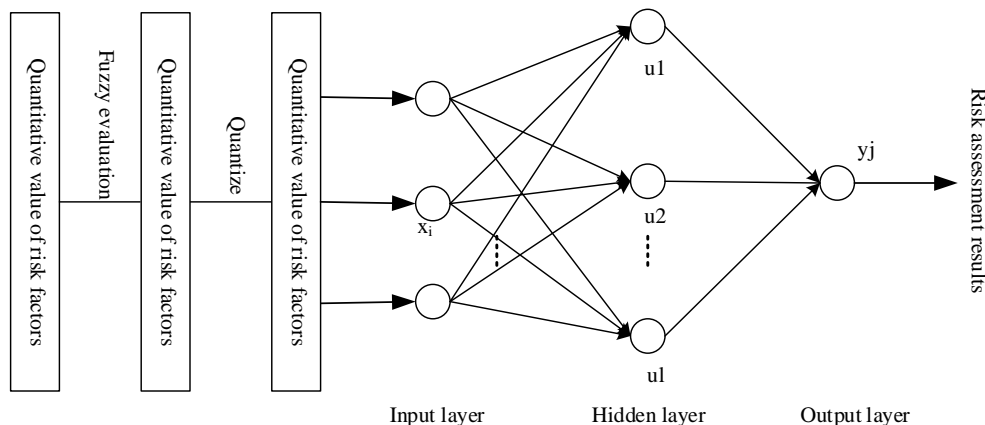 Quantitative value of risk factors
Fuzzy evaluation
Quantitative value of risk factors
Quantize
Quantitative value of risk factors
x_i
u1
u2
ul
yj
Risk assessment results
Input layer
Hidden layer
Output layer